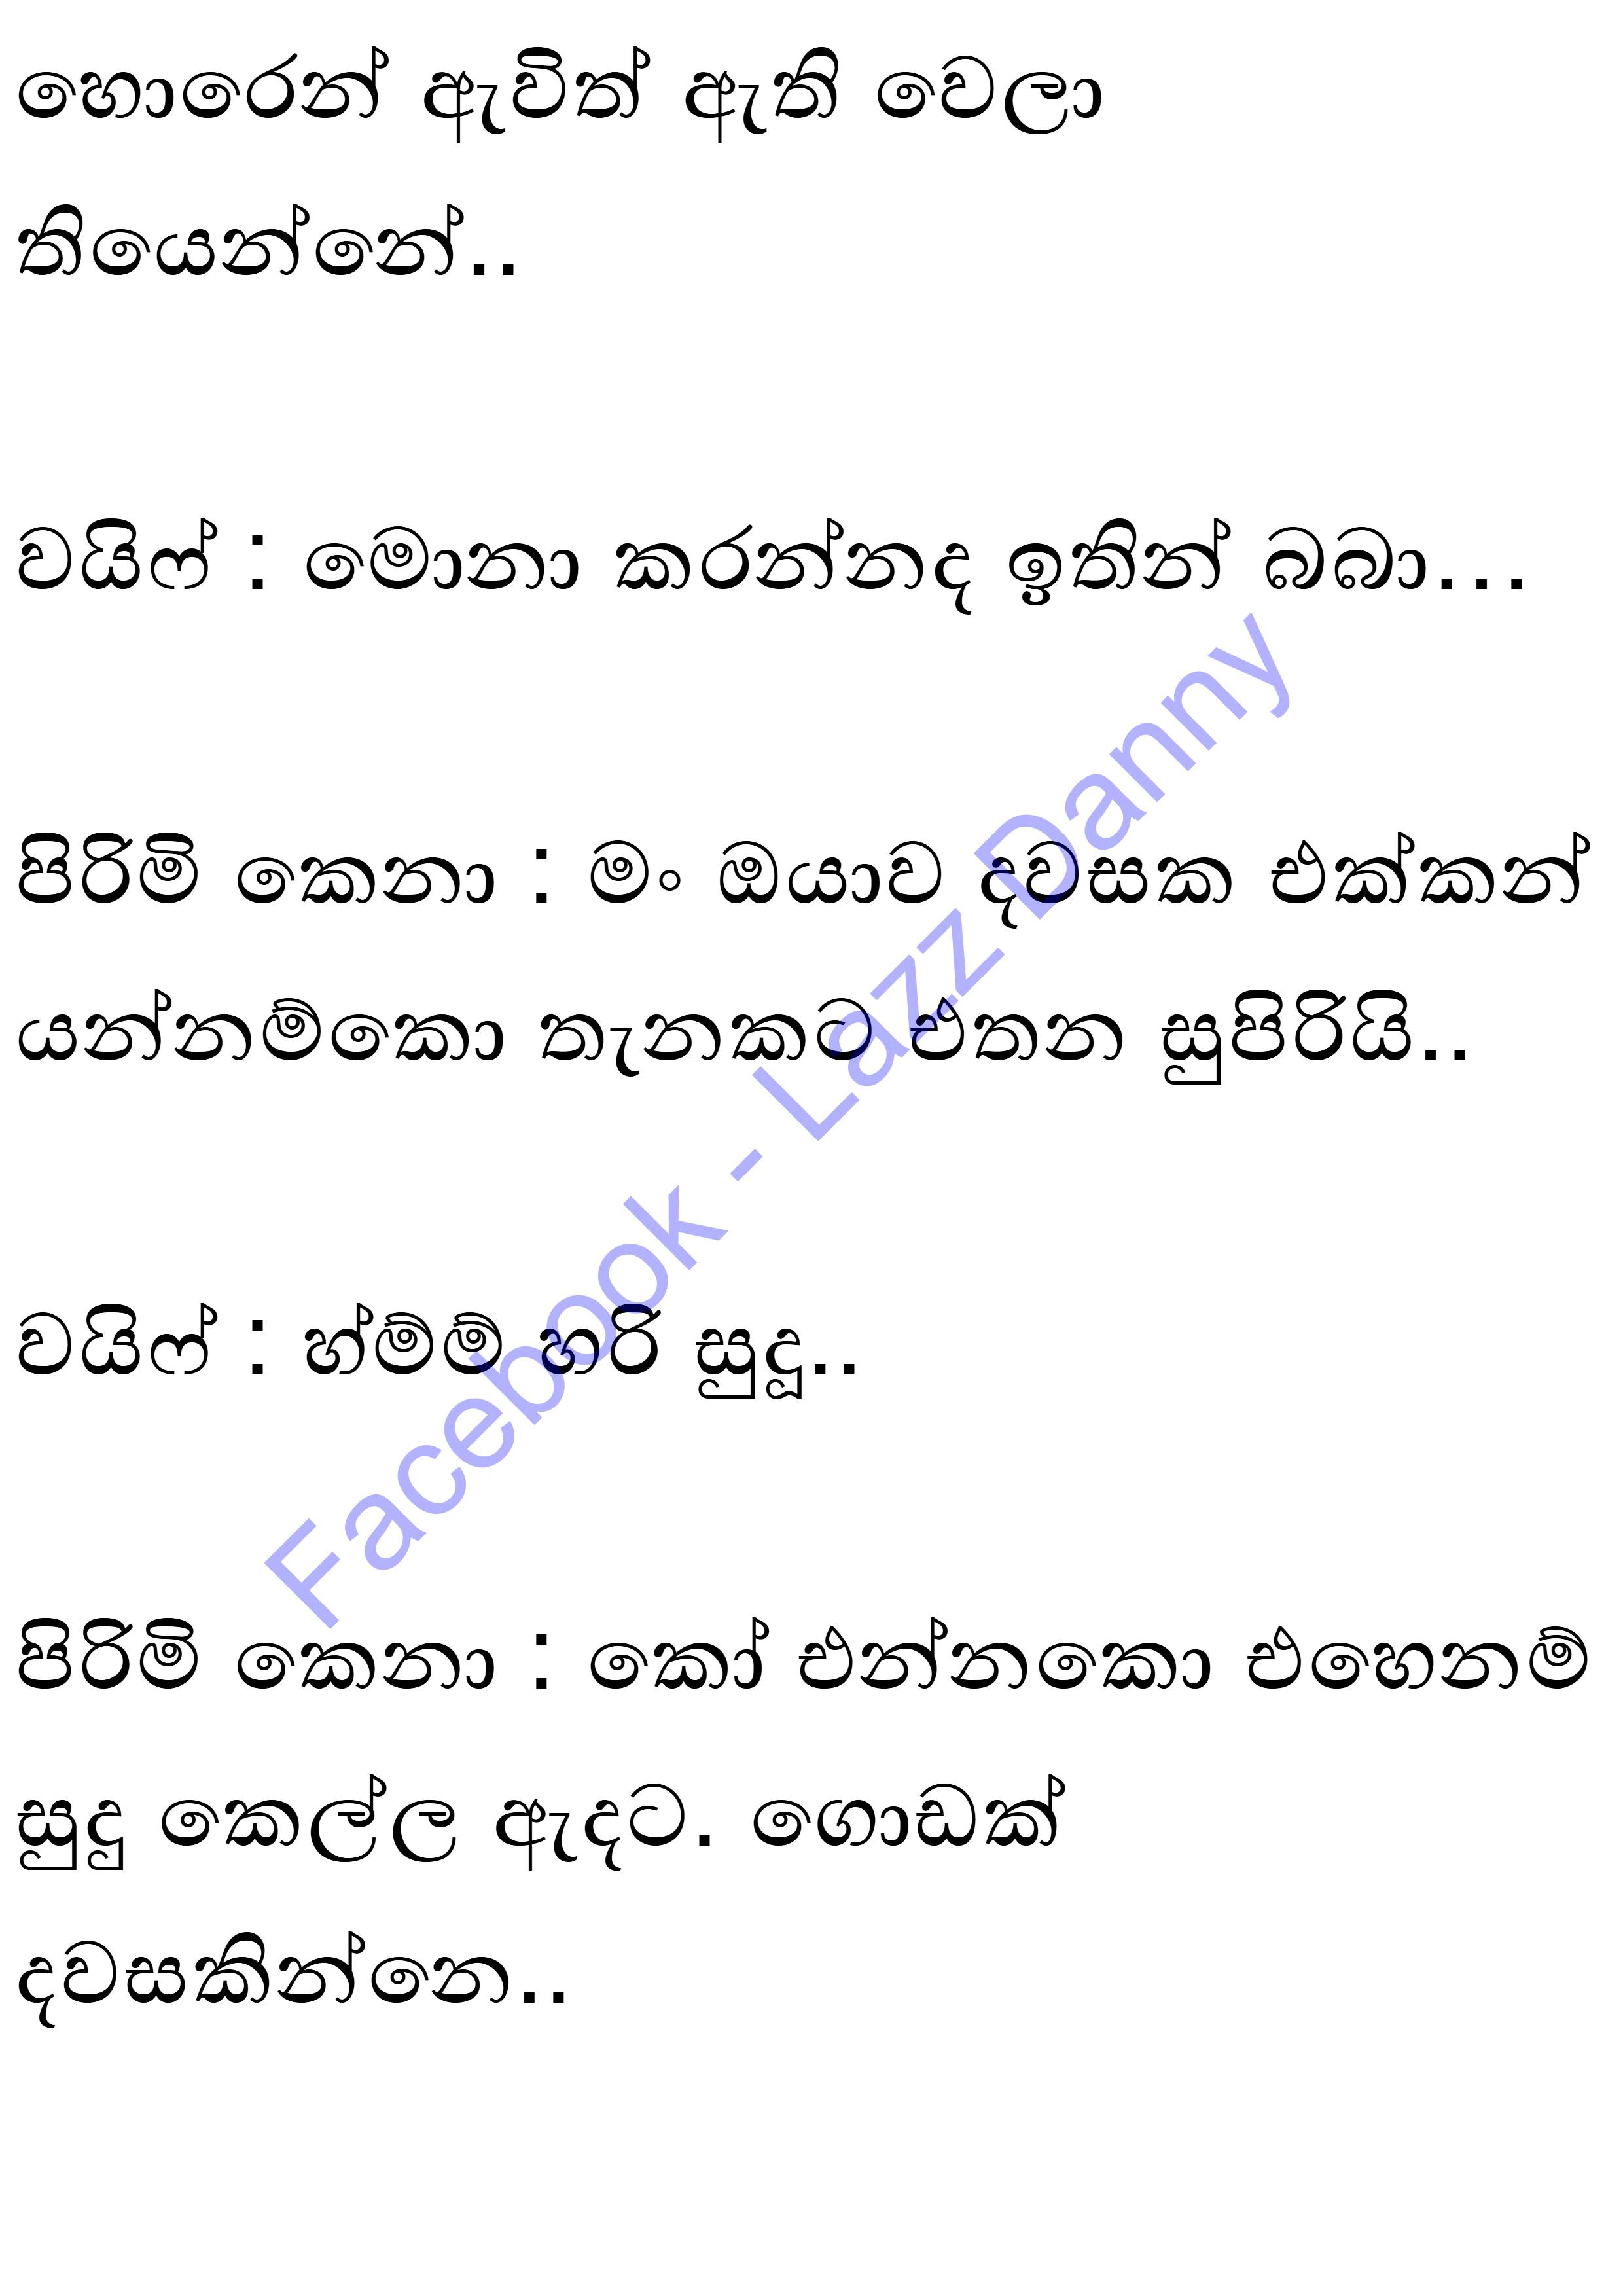 හොරෙන් ඇවිත් ඇති වෙලා
තියෙන්නේ..
වයිෆ් : මොනා කරන්නද ඉතින් බබා...
පිරිමි කෙනා : මං ඔයාව දවසක එක්කන්
යන්නම්කො තැනකට එතන සුපිරියි..
වයිෆ් : හ්ම්ම් හරි සුදූ..
පිරිමි කෙනා : කෝ එන්නකො එහෙනම්
සුදු කෙල්ල ඇදට. ගොඩක්
දවසකින්නෙ..
Facebook - Lazz Danny